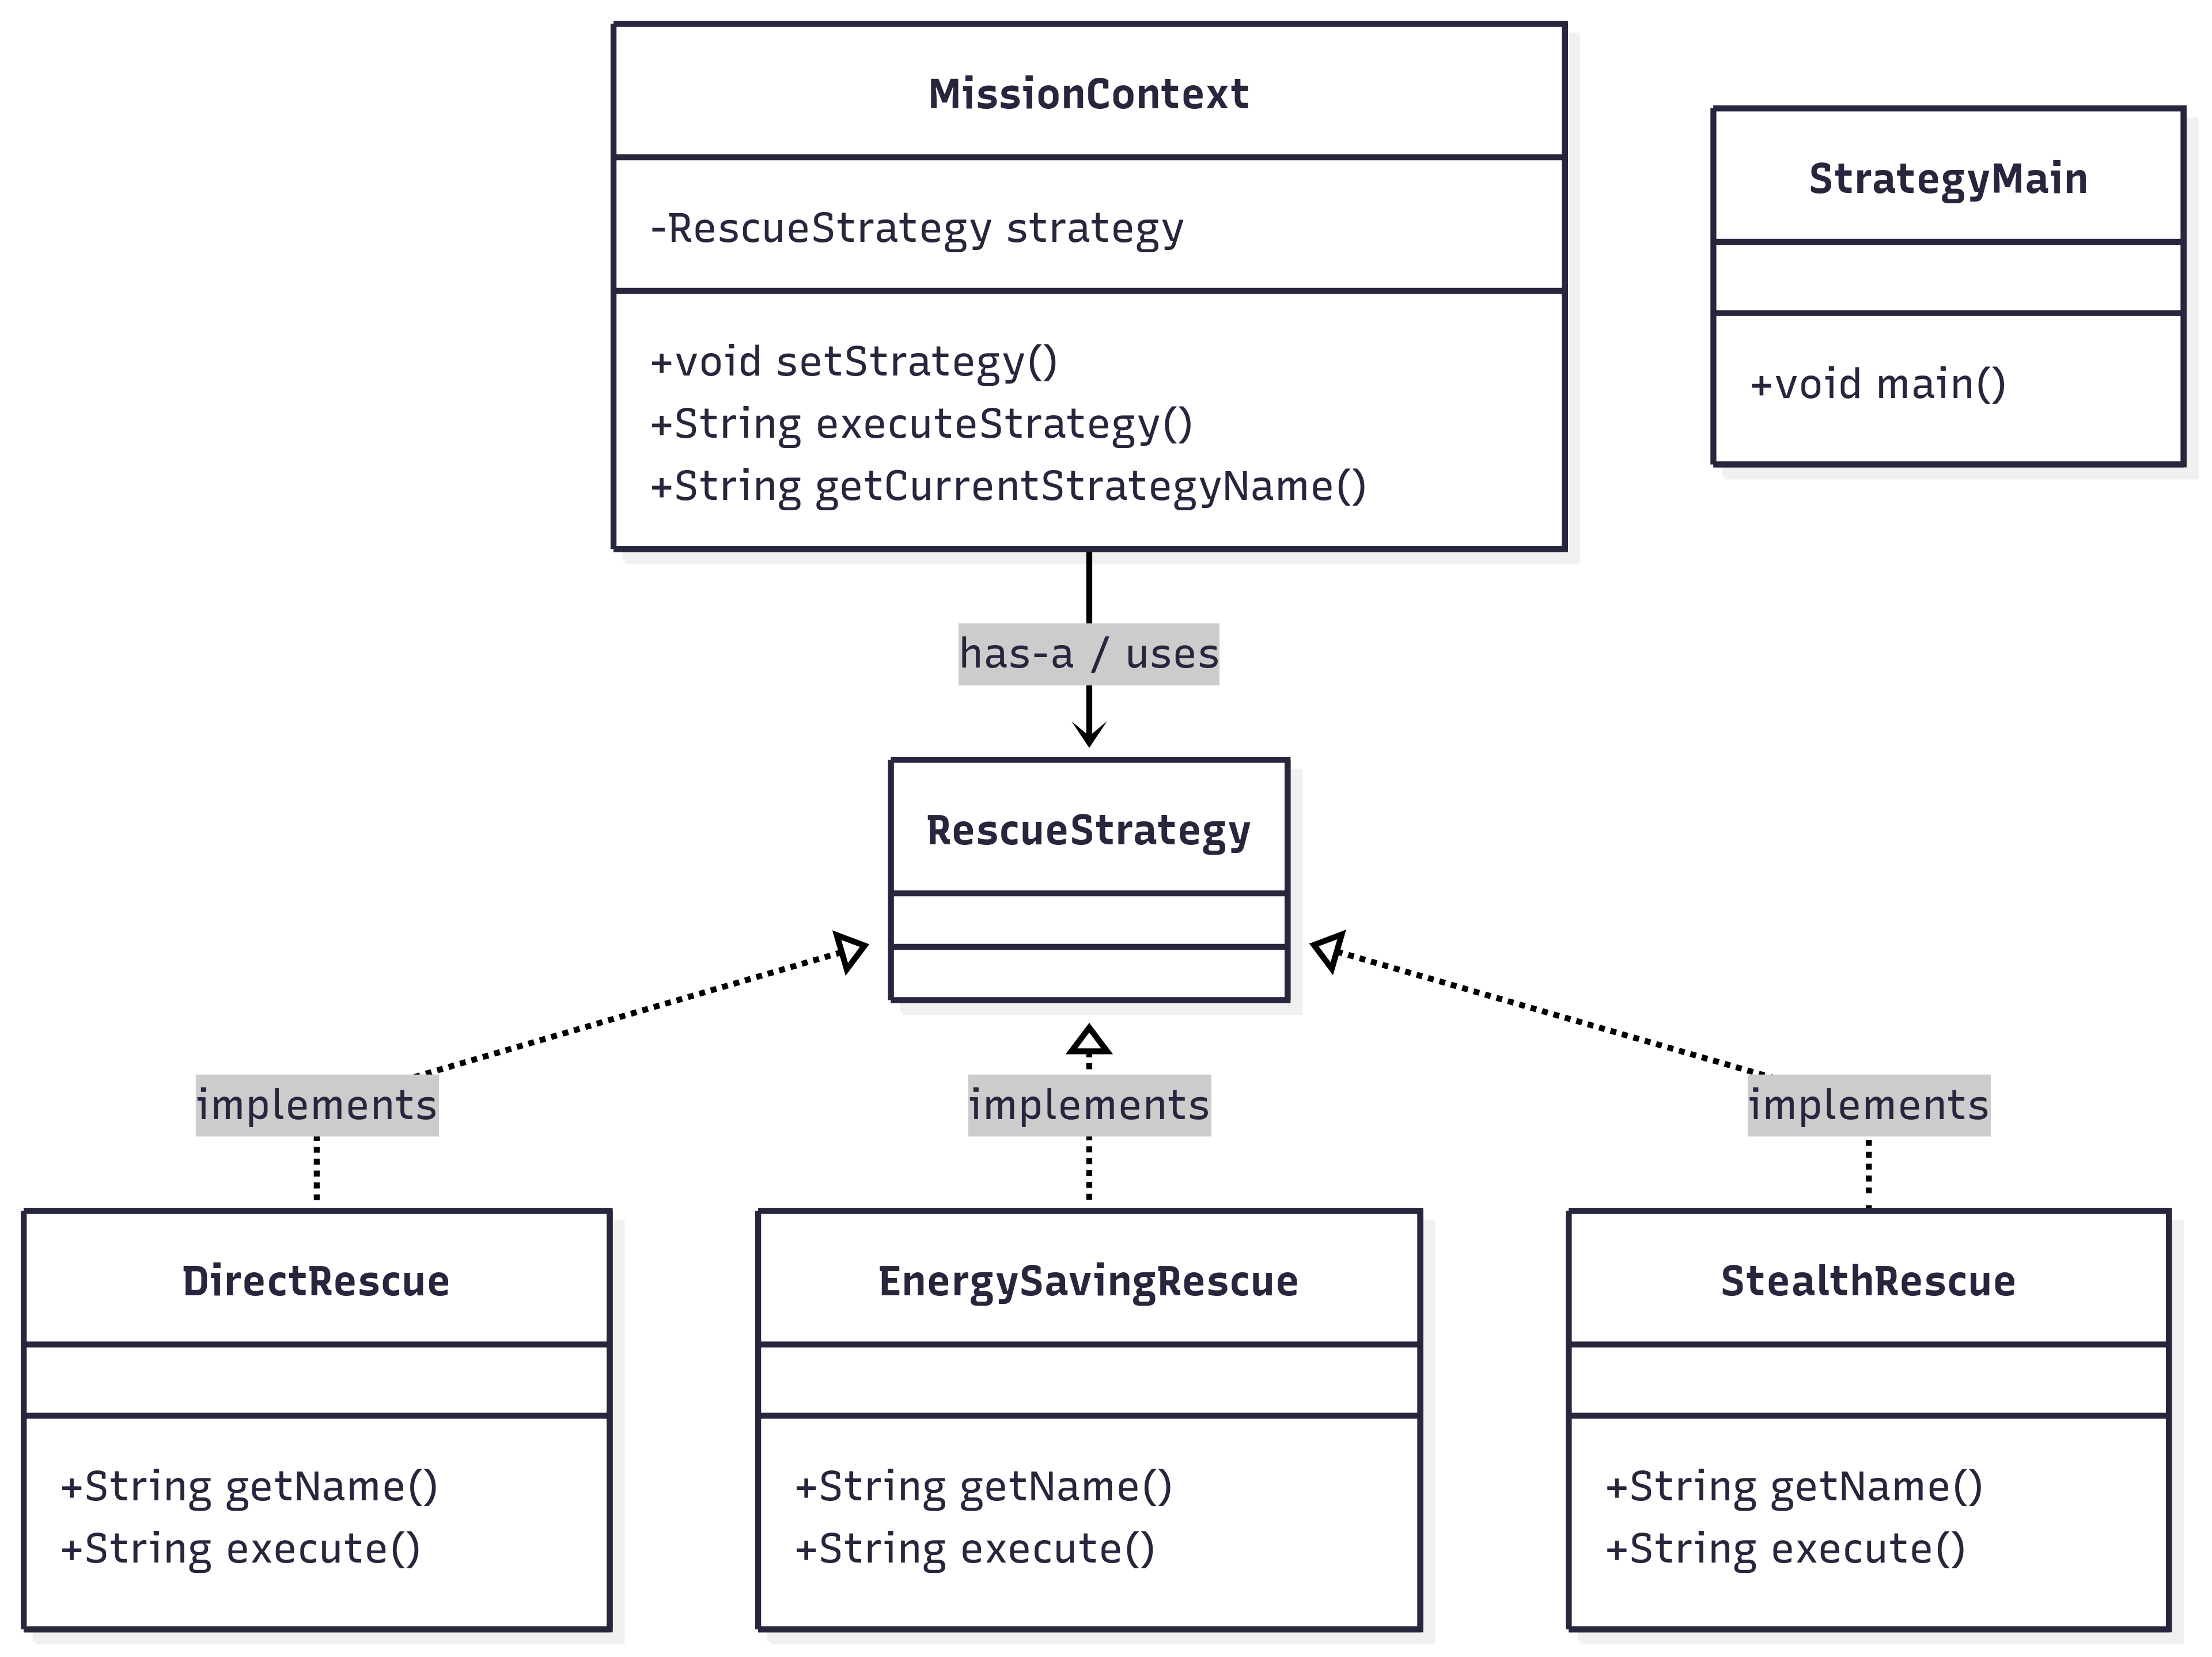 MissionContext
-RescueStrategy strategy
+void setStrategy()
+String executeStrategy()
+String getCurrentStrategyName()
StrategyMain
+void main()
has-a / uses
RescueStrategy
implements
implements
implements
DirectRescue
+String getName()
+String execute()
EnergySavingRescue
+String getName()
+String execute()
StealthRescue
+String getName()
+String execute()